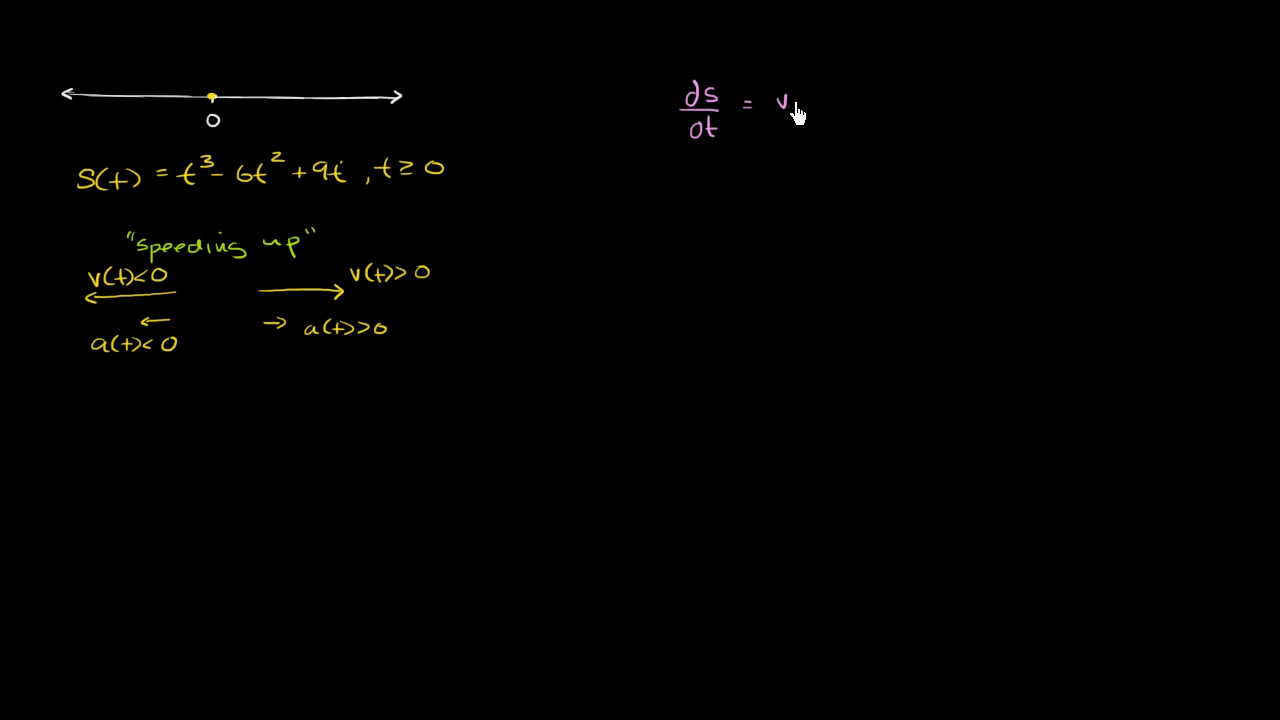 0
s(t) = t³ - 6t² + 9t , t ≥ 0
"speeding up"
v(t)<0
v(t)>0
a(t)>0
a(t)<0
ds/dt = v